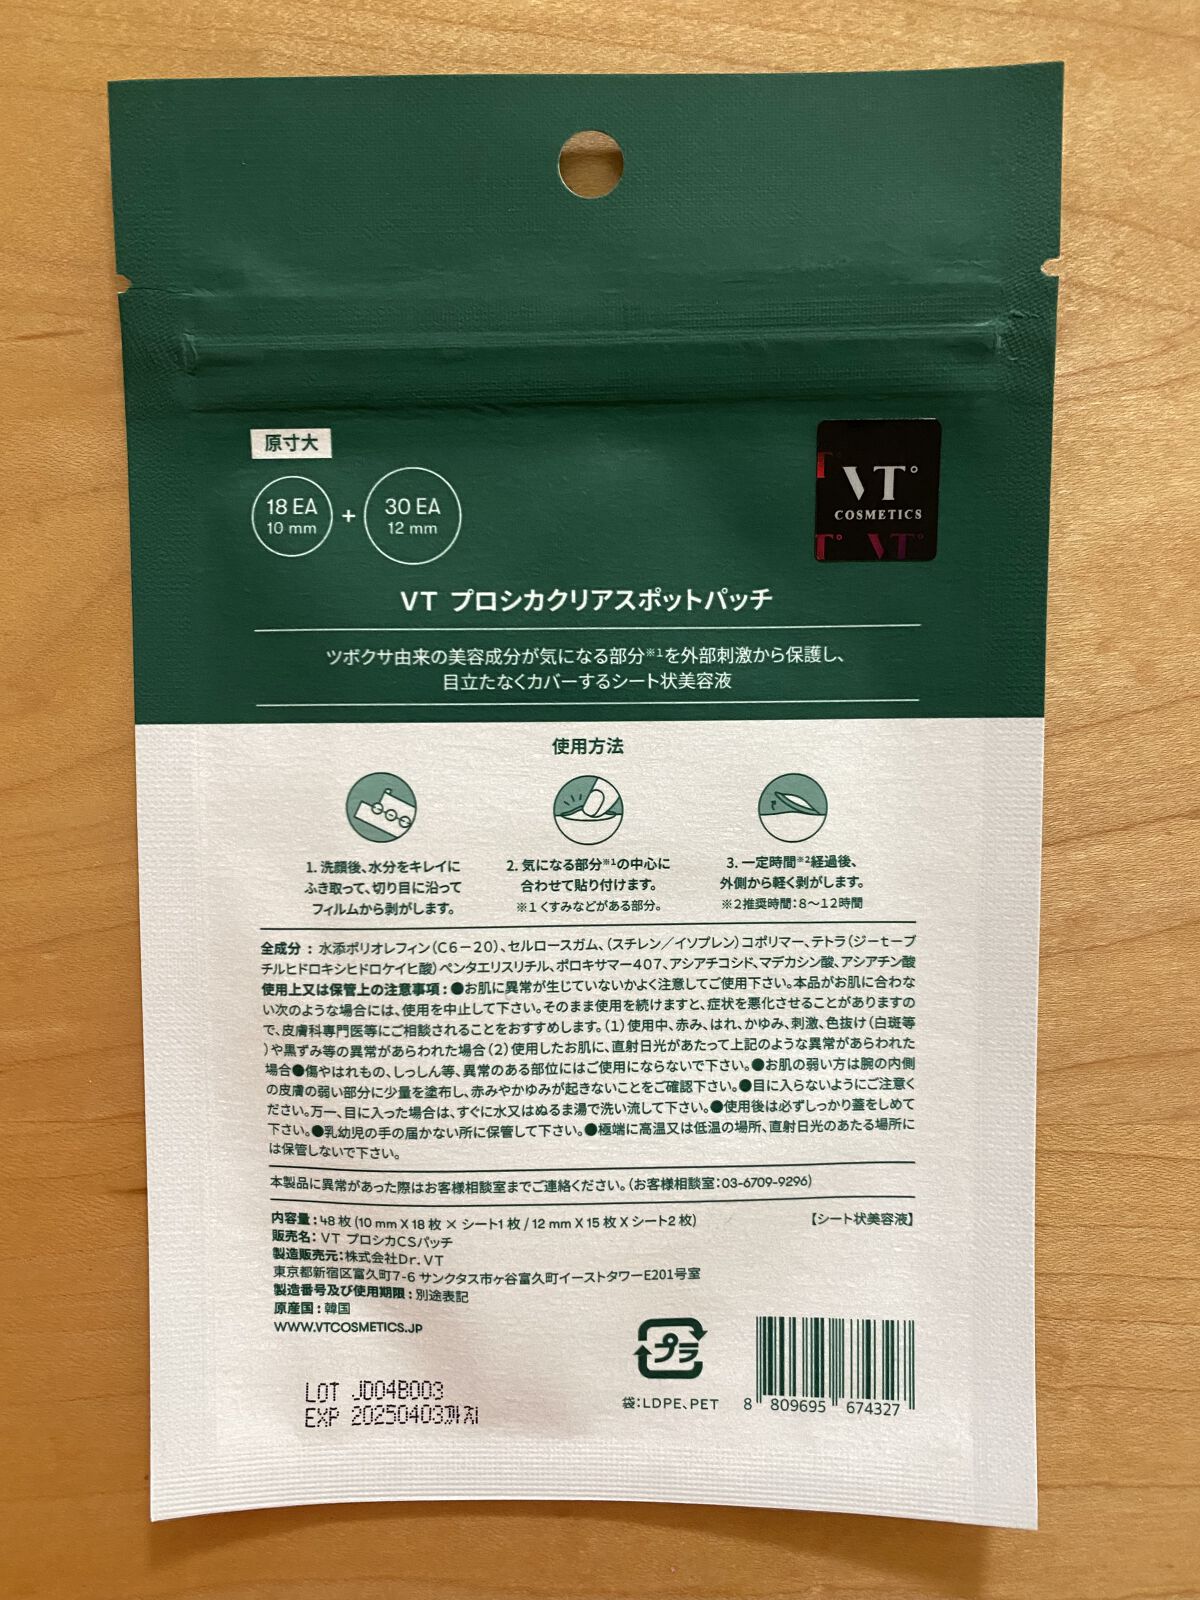 原寸大
18 EA
10 mm
+
30 EA
12 mm
VT°
COSMETICS
VT プロシカクリアスポットパッチ
ツボクサ由来の美容成分が気になる部分※1を外部刺激から保護し、
目立たなくカバーするシート状美容液
使用方法
1. 洗顔後、水分をキレイに
ふき取って、切り目に沿って
フィルムから剥がします。
2. 気になる部分※1の中心に
合わせて貼り付けます。
※1 くすみなどがある部分。
3. 一定時間※2経過後、
外側から軽く剥がします。
※2推奨時間：8～12時間
全成分 : 水添ポリオレフィン（C6－20）、セルロースガム、（スチレン／イソプレン）コポリマー、テトラ（ジーtーブ
チルヒドロキシヒドロケイヒ酸）ペンタエリスリチル、ポロキサマー407、アシアチコシド、マデカシン酸、アシアチン酸
使用上又は保管上の注意事項 : ●お肌に異常が生じていないかよく注意してご使用下さい。本品がお肌に合わな
い次のような場合には、使用を中止して下さい。そのまま使用を続けますと、症状を悪化させることがありますの
で、皮膚科専門医等にご相談されることをおすすめします。（1）使用中、赤み、はれ、かゆみ、刺激、色抜け（白斑等
）や黒ずみ等の異常があらわれた場合（2）使用したお肌に、直射日光があたって上記のような異常があらわれた
場合●傷やはれもの、しっしん等、異常のある部位にはご使用にならないで下さい。●お肌の弱い方は腕の内側
の皮膚の弱い部分に少量を塗布し、赤みやかゆみが起きないことをご確認下さい。●目に入らないようにご注意く
ださい。万一、目に入った場合は、すぐに水又はぬるま湯で洗い流して下さい。●使用後は必ずしっかり蓋をしめて
下さい。●乳幼児の手の届かない所に保管して下さい。●極端に高温又は低温の場所、直射日光のあたる場所に
は保管しないで下さい。
本製品に異常があった際はお客様相談室までご連絡ください。（お客様相談室：03-6709-9296）
内容量 : 48 枚 (10 mm X 18 枚 × シート1 枚 / 12 mm X 15 枚 X シート2 枚)
【シート状美容液】
販売名 : VT プロシカCSパッチ
製造販売元 : 株式会社Dr. VT
東京都新宿区富久町7-6 サンクタス市ヶ谷富久町イーストタワーE201号室
製造番号及び使用期限 : 別途表記
原産国 : 韓国
WWW.VTCOSMETICS.JP
プラ
袋：LDPE、PET
8 809695 674327
LOT JD04B003
EXP 20250403까지